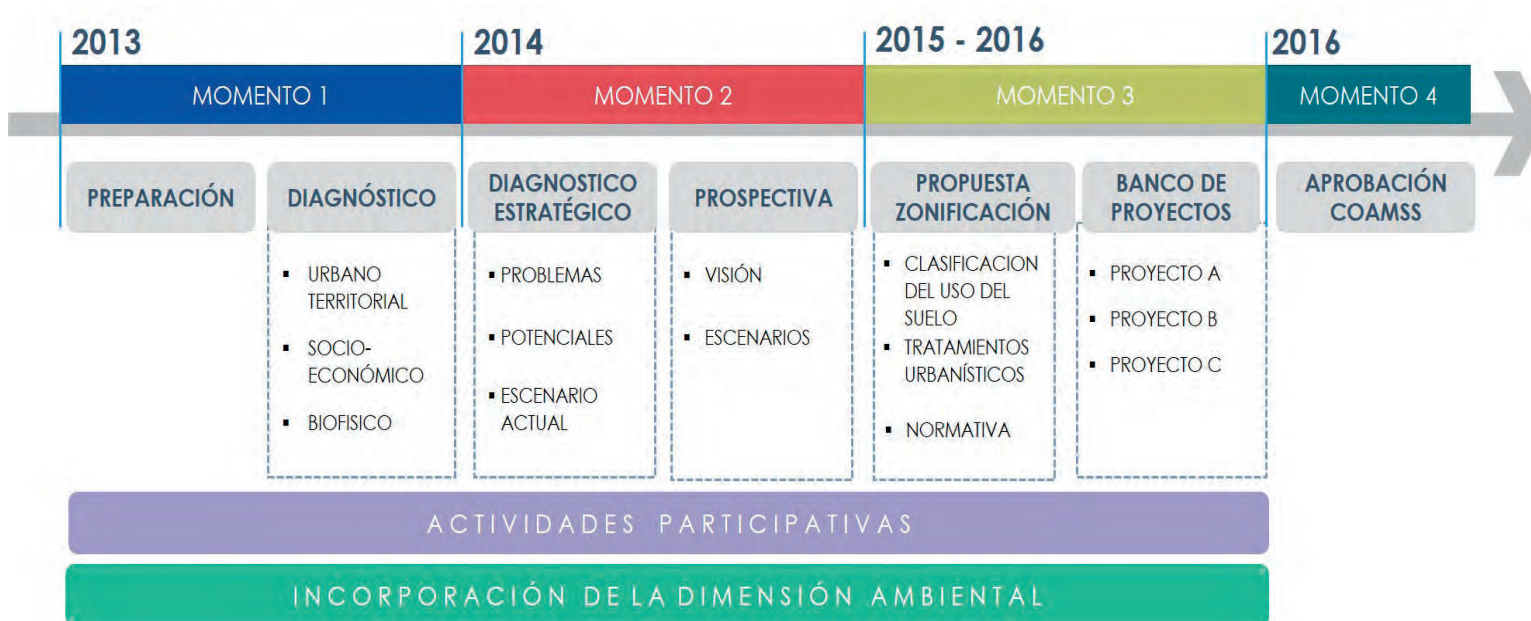 2013
2014
2015 - 2016
2016
MOMENTO 1
MOMENTO 2
MOMENTO 3
MOMENTO 4
PREPARACIÓN
DIAGNÓSTICO
▪ URBANO
TERRITORIAL
▪ SOCIO-
ECONÓMICO
▪ BIOFISICO
DIAGNOSTICO
ESTRATÉGICO
▪ PROBLEMAS
▪ POTENCIALES
▪ ESCENARIO
ACTUAL
PROSPECTIVA
▪ VISIÓN
▪ ESCENARIOS
PROPUESTA
ZONIFICACIÓN
▪ CLASIFICACION
DEL USO DEL
SUELO
▪ TRATAMIENTOS
URBANÍSTICOS
▪ NORMATIVA
BANCO DE
PROYECTOS
▪ PROYECTO A
▪ PROYECTO B
▪ PROYECTO C
APROBACIÓN
COAMSS
ACTIVIDADES PARTICIPATIVAS
INCORPORACIÓN DE LA DIMENSIÓN AMBIENTAL